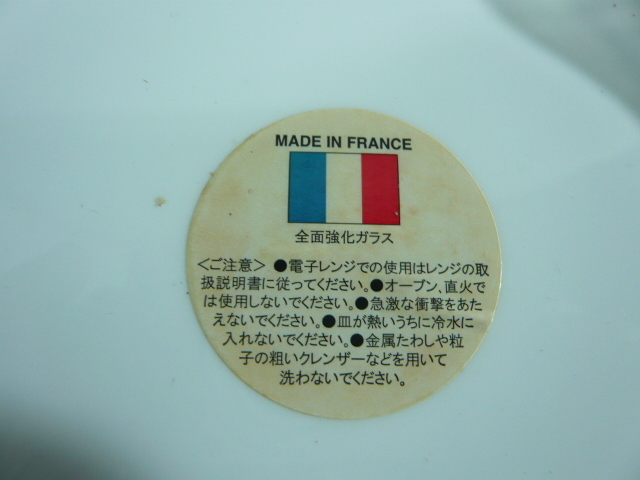 MADE IN FRANCE
全面強化ガラス
<ご注意> ●電子レンジでの使用はレンジの取
扱説明書に従ってください。●オーブン、直火で
は使用しないでください。●急激な衝撃をあた
えないでください。●皿が熱いうちに冷水に
入れないでください。●金属たわしや粒
子の粗いクレンザーなどを用いて
洗わないでください。